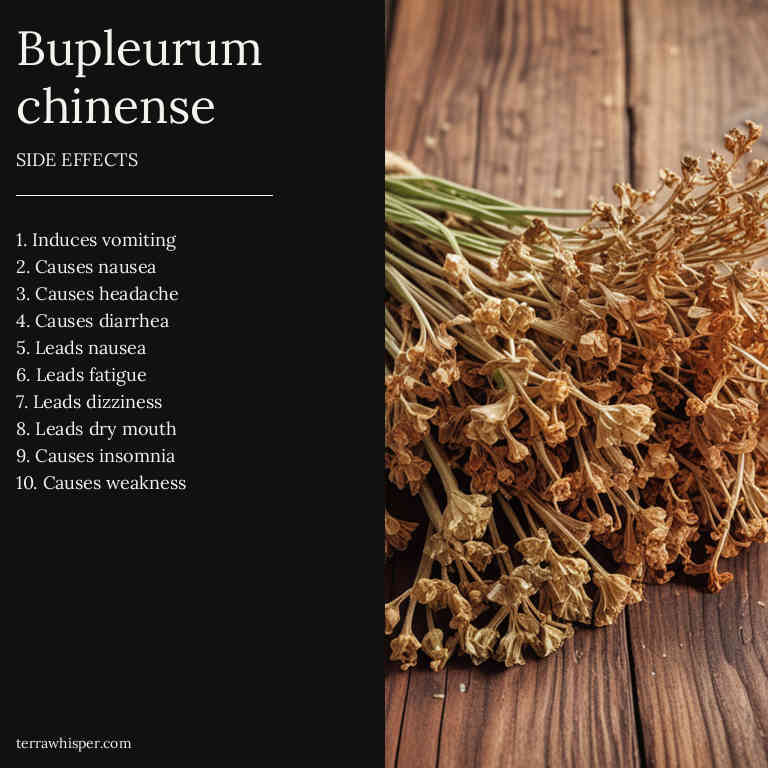 Bupleurum
chinense
SIDE EFFECTS
1. Induces vomiting
2. Causes nausea
3. Causes headache
4. Causes diarrhea
5. Leads nausea
6. Leads fatigue
7. Leads dizziness
8. Leads dry mouth
9. Causes insomnia
10. Causes weakness
terrawhisper.com